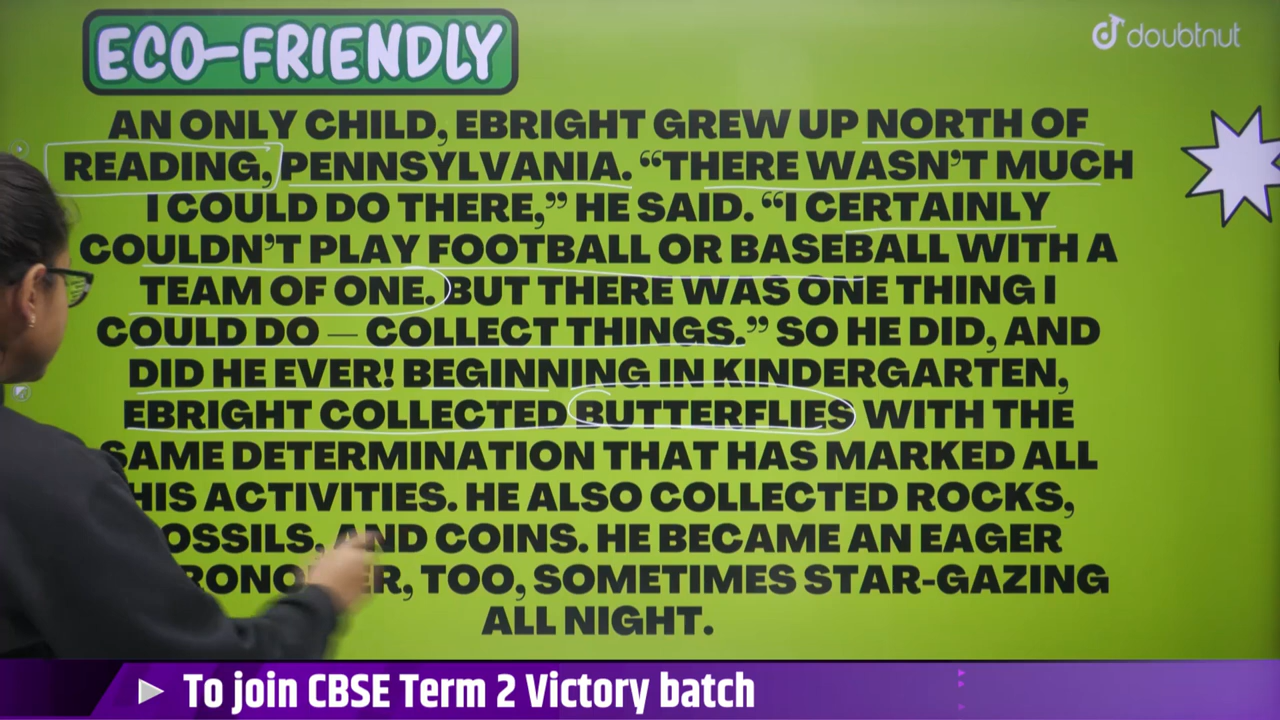 ECO-FRIENDLY
doubtnut
AN ONLY CHILD, EBRIGHT GREW UP NORTH OF
READING, PENNSYLVANIA. “THERE WASN’T MUCH
I COULD DO THERE,” HE SAID. “I CERTAINLY
COULDN’T PLAY FOOTBALL OR BASEBALL WITH A
TEAM OF ONE. BUT THERE WAS ONE THING I
COULD DO — COLLECT THINGS.” SO HE DID, AND
DID HE EVER! BEGINNING IN KINDERGARTEN,
EBRIGHT COLLECTED BUTTERFLIES WITH THE
SAME DETERMINATION THAT HAS MARKED ALL
HIS ACTIVITIES. HE ALSO COLLECTED ROCKS,
OSSILS, AND COINS. HE BECAME AN EAGER
TOO, SOMETIMES STAR-GAZING
ALL NIGHT.
To join CBSE Term 2 Victory batch